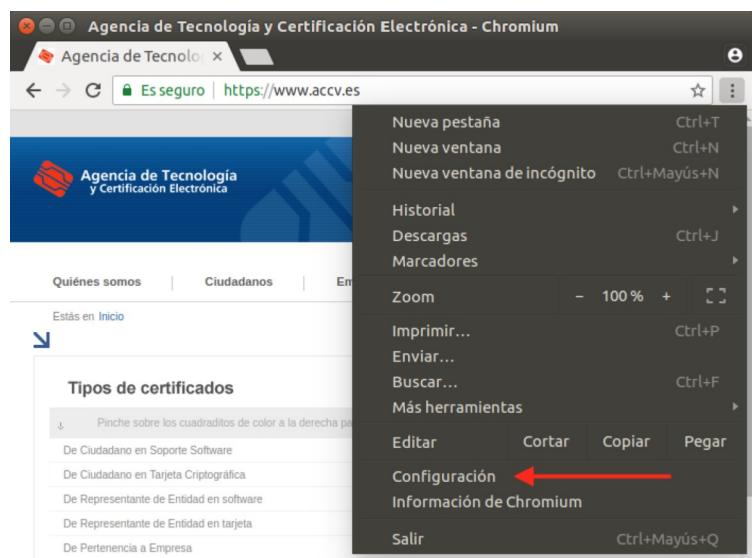 Agencia de Tecnología y Certificación Electrónica - Chromium
Agencia de Tecnolo
Es seguro | https://www.accv.es
Nueva pestaña Ctrl+T
Nueva ventana Ctrl+N
Nueva ventana de incógnito Ctrl+Mayús+N
Historial
Descargas Ctrl+J
Marcadores
Zoom – 100 % +
Imprimir... Ctrl+P
Enviar...
Buscar... Ctrl+F
Más herramientas
Editar Cortar Copiar Pegar
Configuración
Información de Chromium
Salir Ctrl+Mayús+Q
Agencia de Tecnología
y Certificación Electrónica
Quiénes somos | Ciudadanos | Em
Estás en Inicio
Tipos de certificados
Pinche sobre los cuadraditos de color a la derecha pa
De Ciudadano en Soporte Software
De Ciudadano en Tarjeta Criptográfica
De Representante de Entidad en software
De Representante de Entidad en tarjeta
De Pertenencia a Empresa